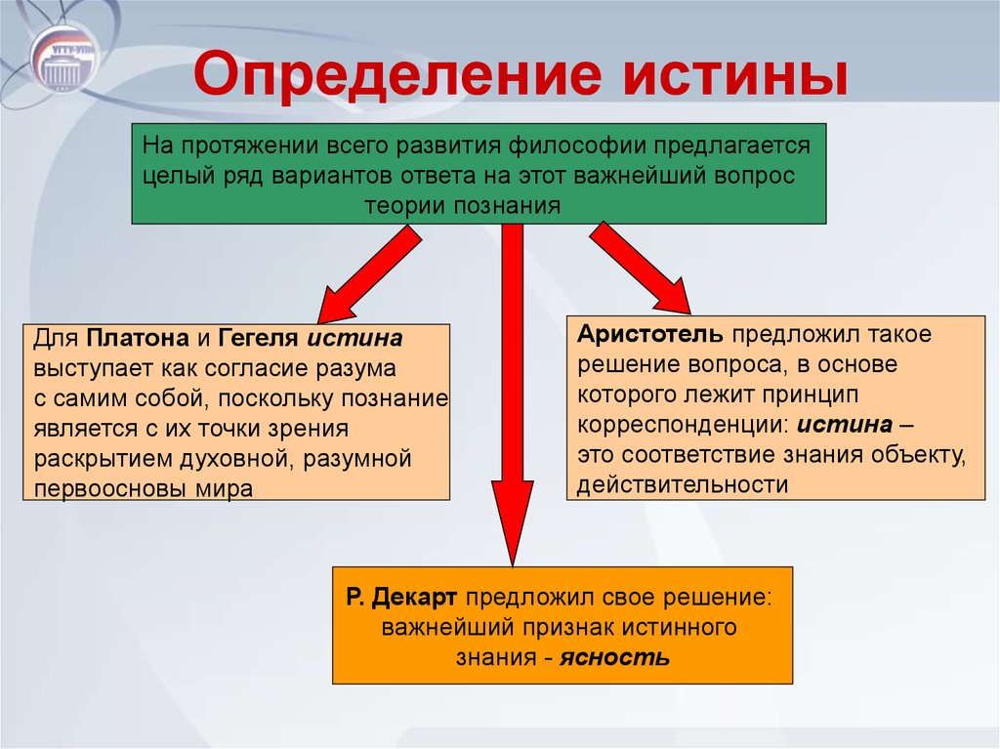 УГТУ-УПИ
Определение истины
На протяжении всего развития философии предлагается
целый ряд вариантов ответа на этот важнейший вопрос
теории познания
Для Платона и Гегеля истина
выступает как согласие разума
с самим собой, поскольку познание
является с их точки зрения
раскрытием духовной, разумной
первоосновы мира
Аристотель предложил такое
решение вопроса, в основе
которого лежит принцип
корреспонденции: истина –
это соответствие знания объекту,
действительности
Р. Декарт предложил свое решение:
важнейший признак истинного
знания - ясность